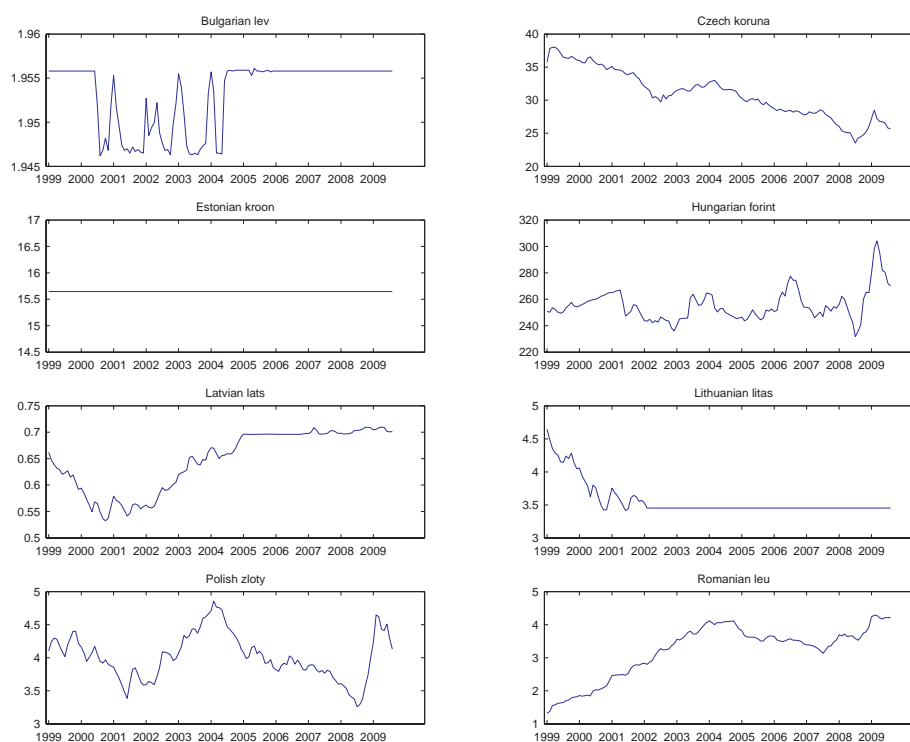 Bulgarian lev
1.96
1.955
1.95
1.945
1999 2000 2001 2002 2003 2004 2005 2006 2007 2008 2009
Czech koruna
40
35
30
25
20
1999 2000 2001 2002 2003 2004 2005 2006 2007 2008 2009
Estonian kroon
17
16.5
16
15.5
15
14.5
1999 2000 2001 2002 2003 2004 2005 2006 2007 2008 2009
Hungarian forint
320
300
280
260
240
220
1999 2000 2001 2002 2003 2004 2005 2006 2007 2008 2009
Latvian lats
0.75
0.7
0.65
0.6
0.55
0.5
1999 2000 2001 2002 2003 2004 2005 2006 2007 2008 2009
Lithuanian litas
5
4.5
4
3.5
3
1999 2000 2001 2002 2003 2004 2005 2006 2007 2008 2009
Polish zloty
5
4.5
4
3.5
3
1999 2000 2001 2002 2003 2004 2005 2006 2007 2008 2009
Romanian leu
5
4
3
2
1
1999 2000 2001 2002 2003 2004 2005 2006 2007 2008 2009